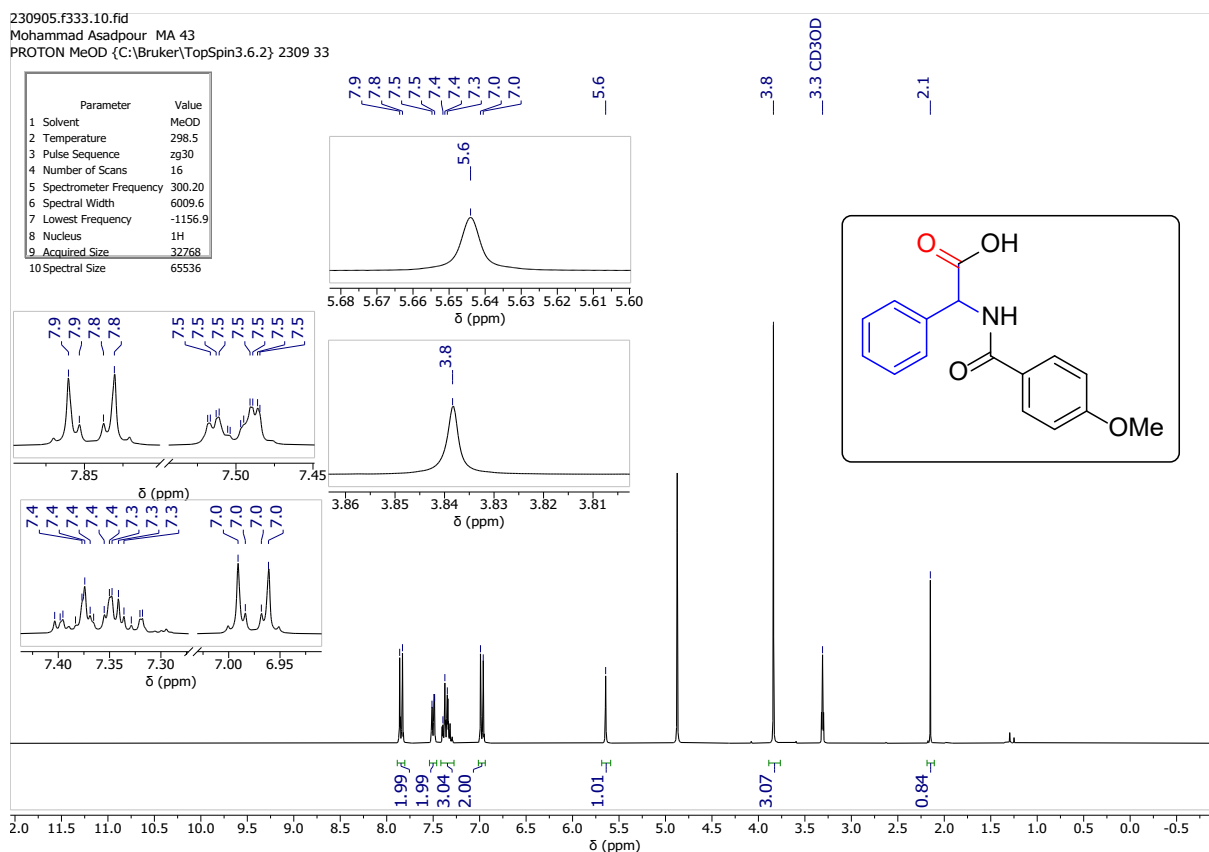 230905.f333.10.fid
Mohammad Asadpour MA 43
PROTON MeOD {C:\Bruker\TopSpin3.6.2} 2309 33
Parameter Value
1 Solvent MeOD
2 Temperature 298.5
3 Pulse Sequence zg30
4 Number of Scans 16
5 Spectrometer Frequency 300.20
6 Spectral Width 6009.6
7 Lowest Frequency -1156.9
8 Nucleus 1H
9 Acquired Size 32768
10 Spectral Size 65536
7.9 7.8 7.5 7.5 7.4 7.4 7.3 7.0 7.0 5.6 3.8 3.3 CD3OD 2.1
5.6
5.68 5.67 5.66 5.65 5.64 5.63 5.62 5.61 5.60
δ (ppm)
7.9 7.9 7.8 7.8 7.5 7.5 7.5 7.5 7.5 7.5 7.5
7.85 7.50 7.45
δ (ppm)
3.8
3.86 3.85 3.84 3.83 3.82 3.81
δ (ppm)
7.4 7.4 7.4 7.4 7.4 7.3 7.3 7.3 7.0 7.0 7.0 7.0
7.40 7.35 7.30 7.00 6.95
δ (ppm)
O
OH
NH
O
OMe
1.99 1.99 3.04 2.00 1.01 3.07 0.84
2.0 11.5 11.0 10.5 10.0 9.5 9.0 8.5 8.0 7.5 7.0 6.5 6.0 5.5 5.0 4.5 4.0 3.5 3.0 2.5 2.0 1.5 1.0 0.5 0.0 -0.5
δ (ppm)